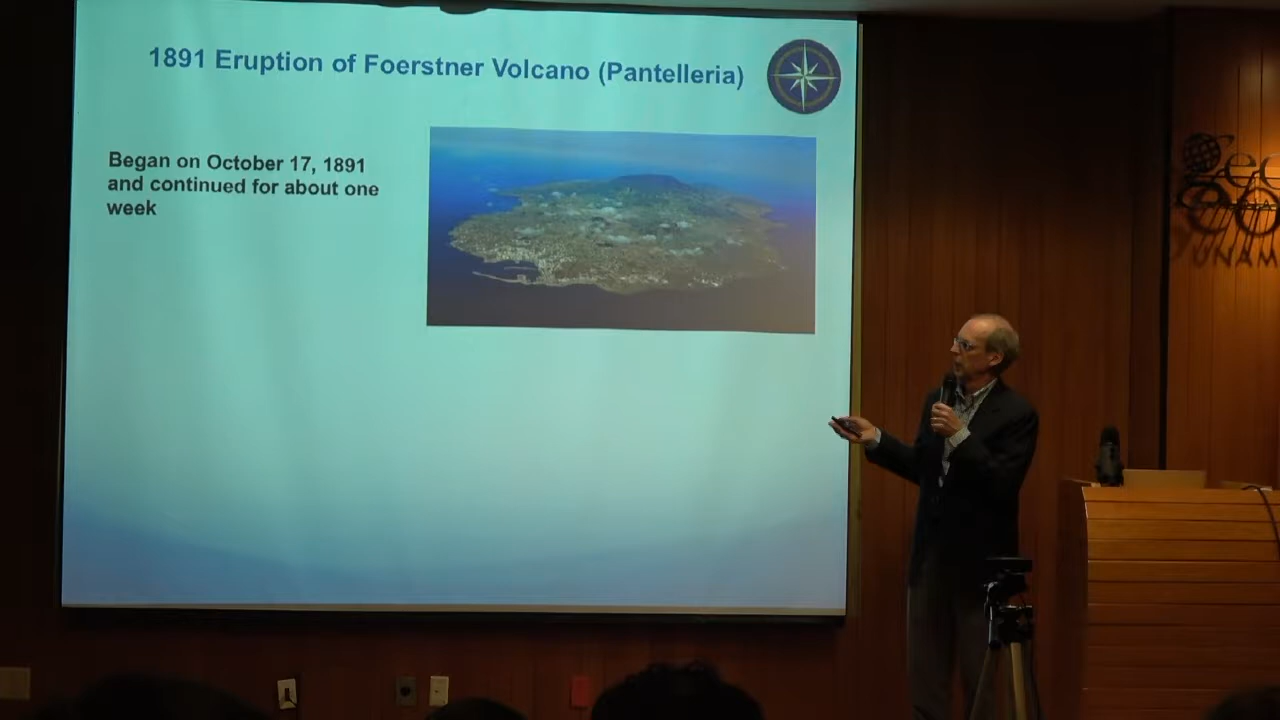 1891 Eruption of Foerstner Volcano (Pantelleria)
Began on October 17, 1891
and continued for about one
week
UNAM